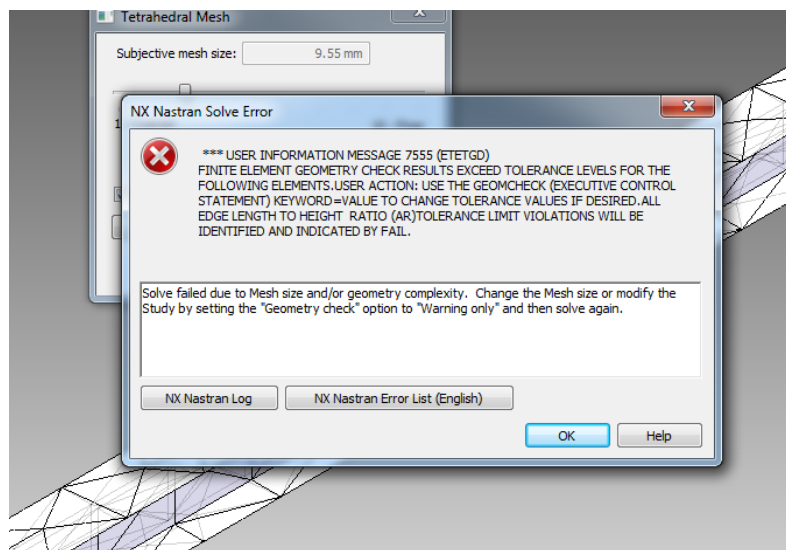 Tetrahedral Mesh
Subjective mesh size:
9.55 mm
NX Nastran Solve Error
*** USER INFORMATION MESSAGE 7555 (ETETGD)
FINITE ELEMENT GEOMETRY CHECK RESULTS EXCEED TOLERANCE LEVELS FOR THE
FOLLOWING ELEMENTS.USER ACTION: USE THE GEOMCHECK (EXECUTIVE CONTROL
STATEMENT) KEYWORD=VALUE TO CHANGE TOLERANCE VALUES IF DESIRED.ALL
EDGE LENGTH TO HEIGHT RATIO (AR)TOLERANCE LIMIT VIOLATIONS WILL BE
IDENTIFIED AND INDICATED BY FAIL.
Solve failed due to Mesh size and/or geometry complexity. Change the Mesh size or modify the
Study by setting the "Geometry check" option to "Warning only" and then solve again.
NX Nastran Log
NX Nastran Error List (English)
OK
Help